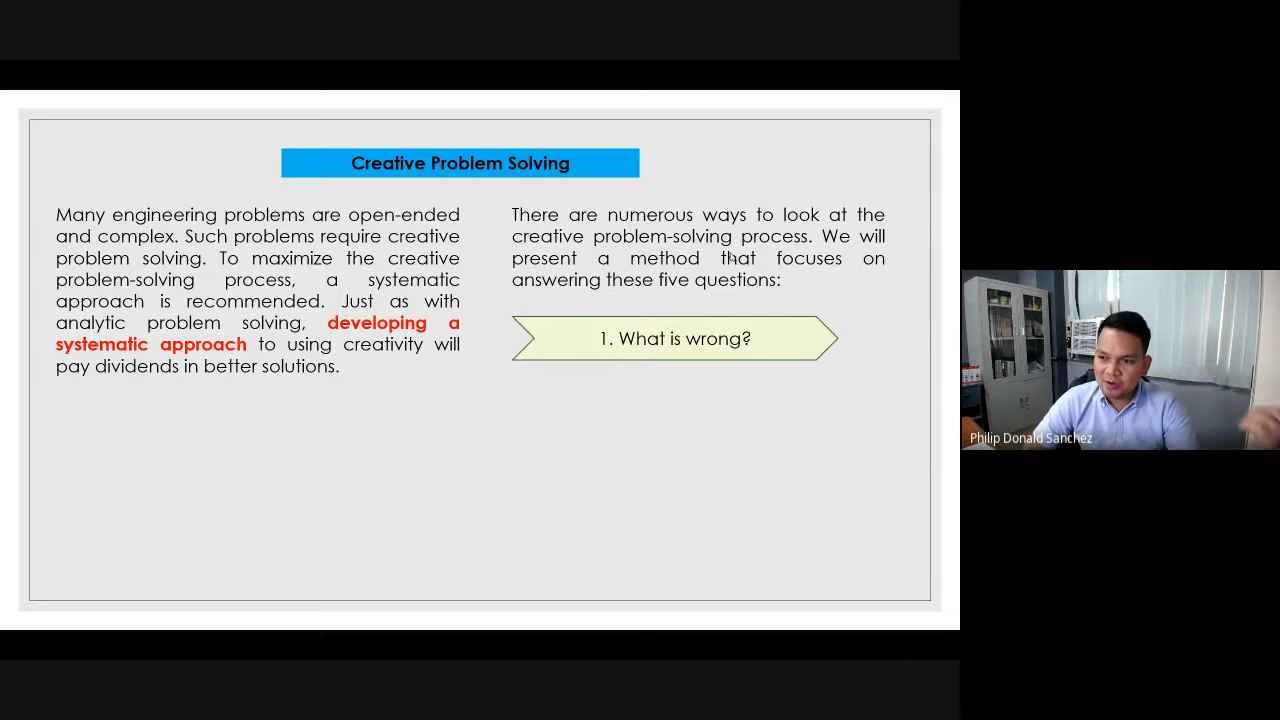 Creative Problem Solving
Many engineering problems are open-ended
and complex. Such problems require creative
problem solving. To maximize the creative
problem-solving process, a systematic
approach is recommended. Just as with
analytic problem solving, developing a
systematic approach to using creativity will
pay dividends in better solutions.
There are numerous ways to look at the
creative problem-solving process. We will
present a method that focuses on
answering these five questions:
1. What is wrong?
Philip Donald Sanchez